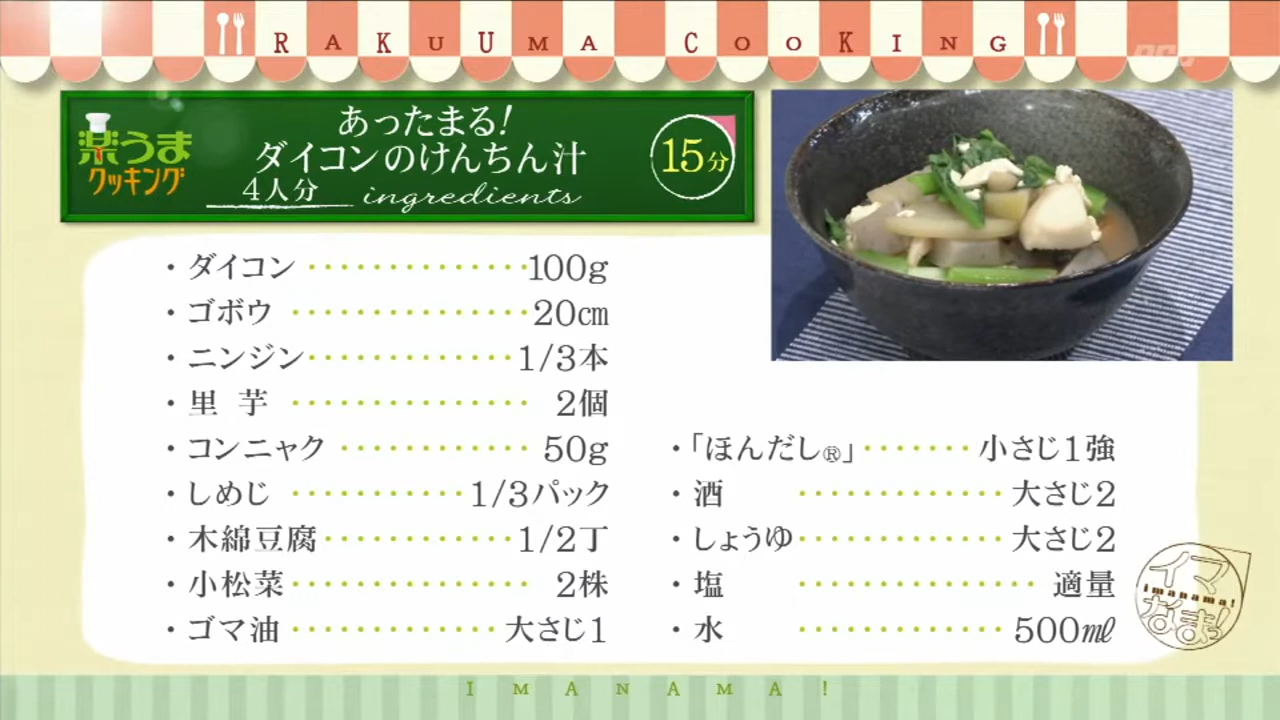 RAKUUMA COOKING
RCC
楽うま
クッキング
あったまる!
ダイコンのけんちん汁
4人分 ingredients
15分
・ダイコン ・・・・・・・・・・・・・・100g
・ゴボウ ・・・・・・・・・・・・・・・20㎝
・ニンジン・・・・・・・・・・・・・1/3本
・里 芋 ・・・・・・・・・・・・・・・ 2個
・コンニャク ・・・・・・・・・・・・ 50g
・しめじ ・・・・・・・・・・・1/3パック
・木綿豆腐・・・・・・・・・・・・1/2丁
・小松菜・・・・・・・・・・・・・・・ 2株
・ゴマ油 ・・・・・・・・・・・・・大さじ1
・「ほんだし®」・・・・・・・小さじ1強
・酒 ・・・・・・・・・・・・・大さじ2
・しょうゆ・・・・・・・・・・・・・大さじ2
・塩 ・・・・・・・・・・・・・・・ 適量
・水 ・・・・・・・・・・・・・500㎖
イマ
imanama!
なまっ!
IMANAMA!